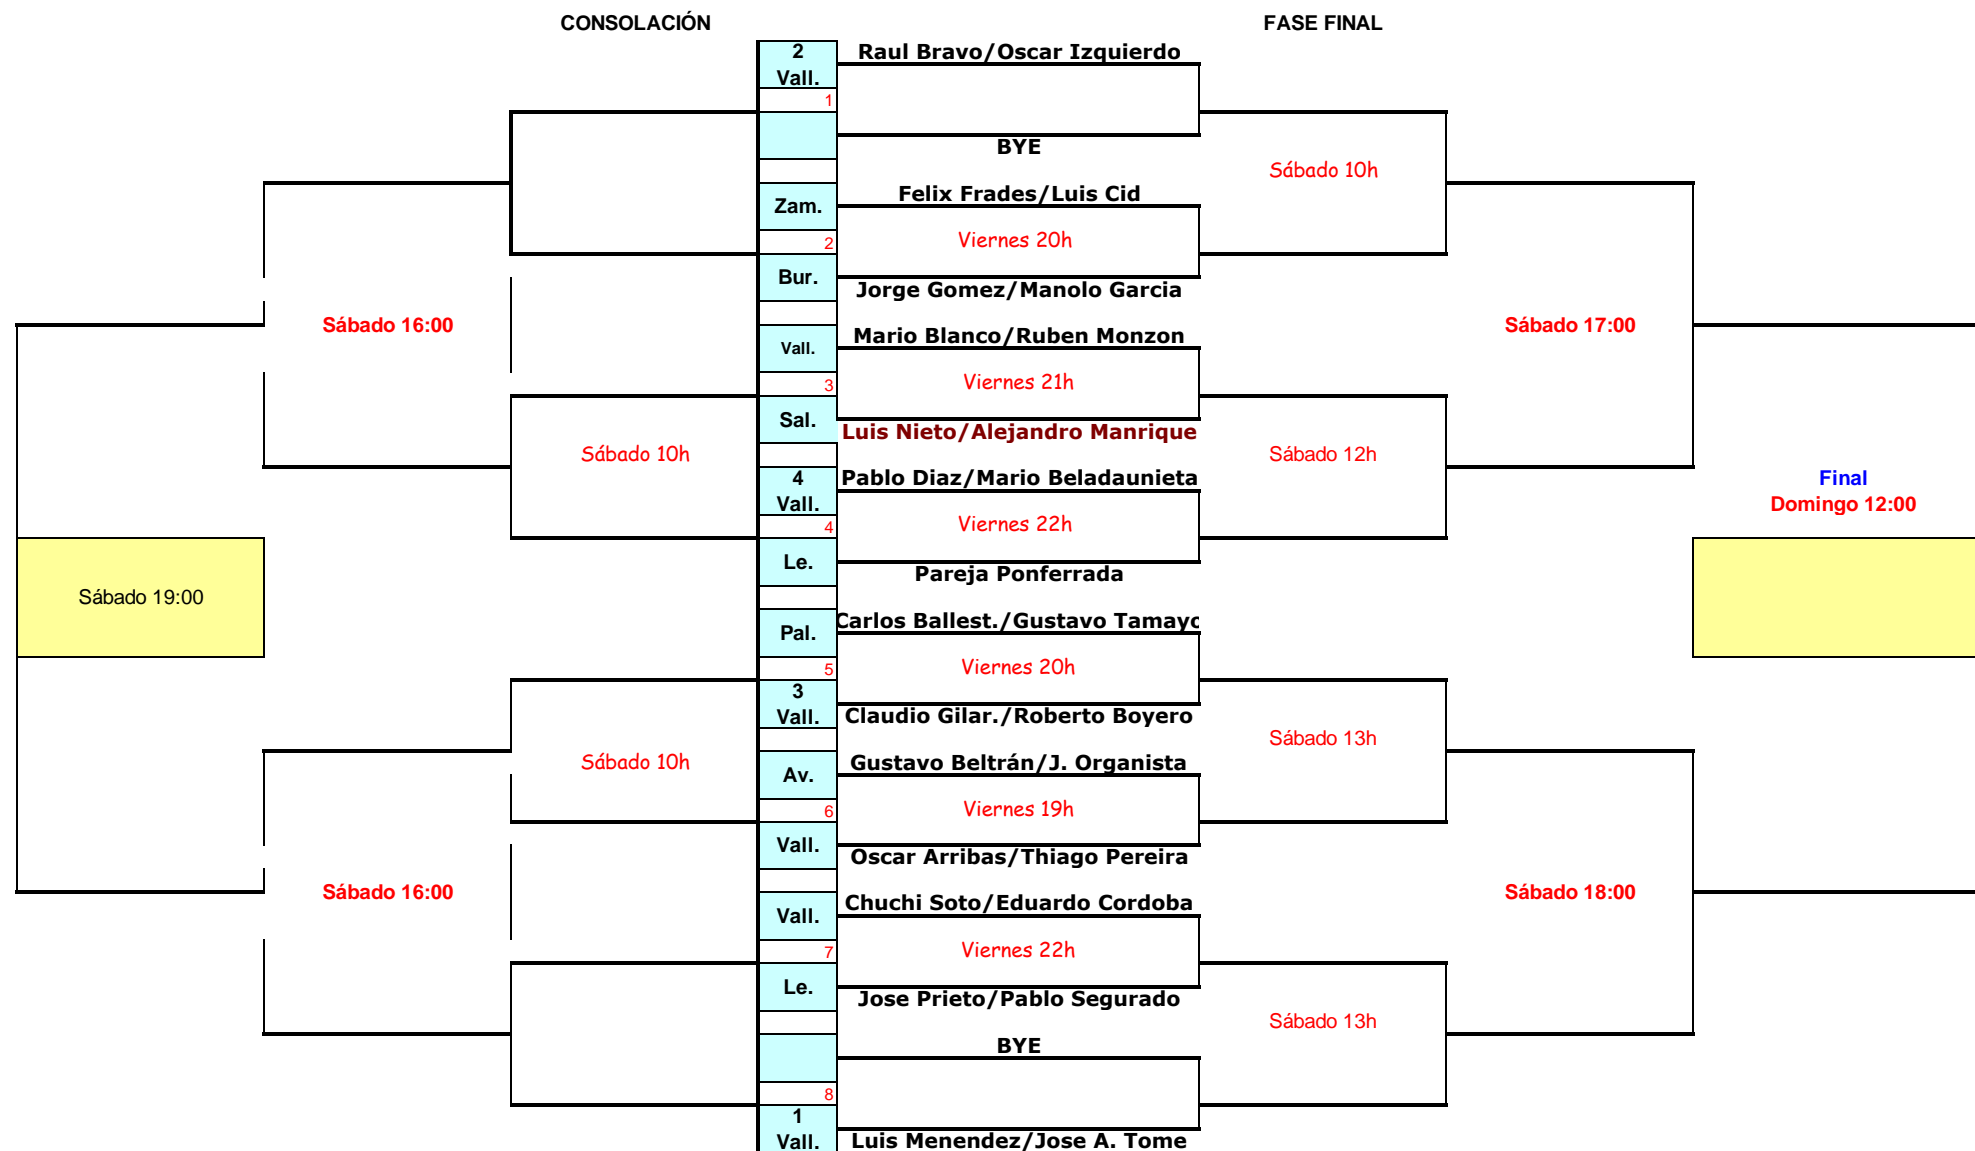 CONSOLACIÓN
FASE FINAL
2
Vall.
Raul Bravo/Oscar Izquierdo
1
BYE
Sábado 10h
Zam.
Felix Frades/Luis Cid
2
Viernes 20h
Bur.
Jorge Gomez/Manolo Garcia
Sábado 16:00
Sábado 17:00
Vall.
Mario Blanco/Ruben Monzon
3
Viernes 21h
Sal.
Luis Nieto/Alejandro Manrique
Sábado 10h
Sábado 12h
4
Vall.
Pablo Diaz/Mario Beladaunieta
Final
Domingo 12:00
4
Viernes 22h
Le.
Pareja Ponferrada
Sábado 19:00
Pal.
Carlos Ballest./Gustavo Tamayo
5
Viernes 20h
3
Vall.
Claudio Gilar./Roberto Boyero
Sábado 13h
Sábado 10h
Av.
Gustavo Beltrán/J. Organista
6
Viernes 19h
Vall.
Oscar Arribas/Thiago Pereira
Sábado 16:00
Sábado 18:00
Vall.
Chuchi Soto/Eduardo Cordoba
7
Viernes 22h
Le.
Jose Prieto/Pablo Segurado
Sábado 13h
BYE
8
1
Vall.
Luis Menendez/Jose A. Tome